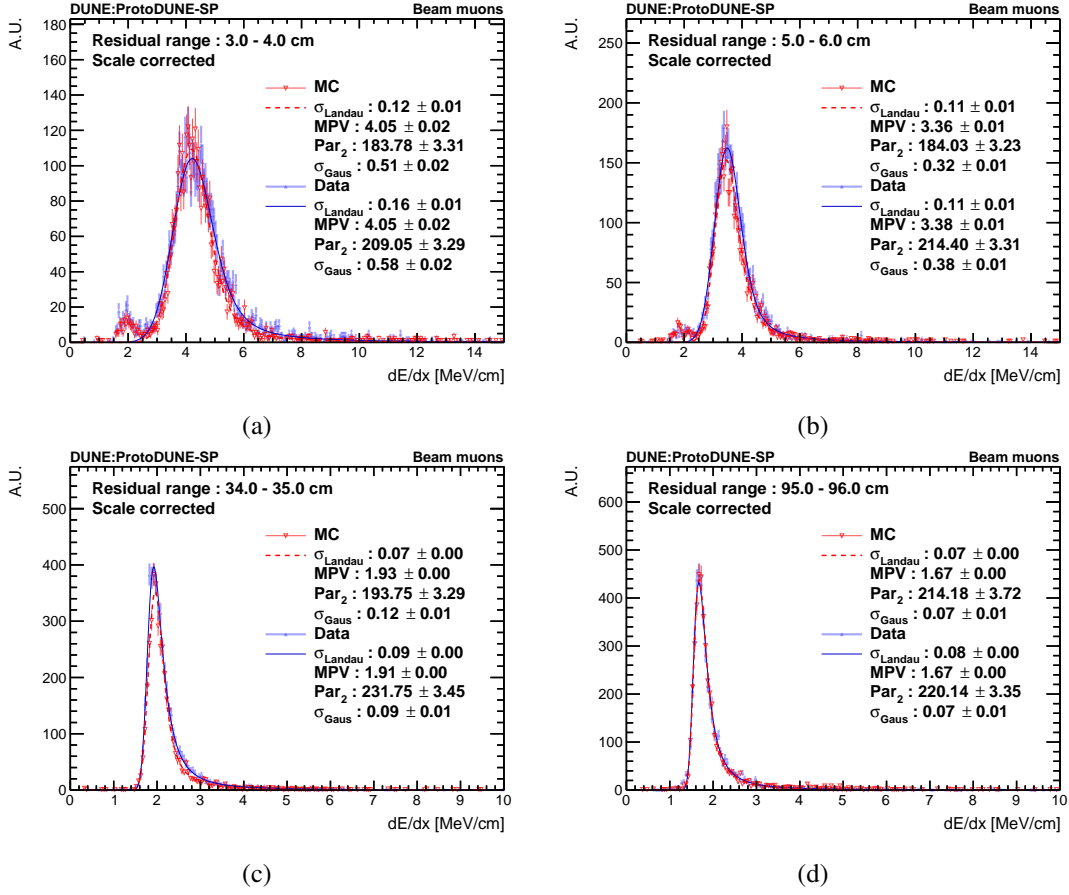 DUNE:ProtoDUNE-SP Beam muons
A.U.
180
160
140
120
100
80
60
40
20
0
Residual range : 3.0 - 4.0 cm
Scale corrected
MC
σLandau : 0.12 ± 0.01
MPV : 4.05 ± 0.02
Par2 : 183.78 ± 3.31
σGaus : 0.51 ± 0.02
Data
σLandau : 0.16 ± 0.01
MPV : 4.05 ± 0.02
Par2 : 209.05 ± 3.29
σGaus : 0.58 ± 0.02
0 2 4 6 8 10 12 14
dE/dx [MeV/cm]
(a)
DUNE:ProtoDUNE-SP Beam muons
A.U.
250
200
150
100
50
0
Residual range : 5.0 - 6.0 cm
Scale corrected
MC
σLandau : 0.11 ± 0.01
MPV : 3.36 ± 0.01
Par2 : 184.03 ± 3.23
σGaus : 0.32 ± 0.01
Data
σLandau : 0.11 ± 0.01
MPV : 3.38 ± 0.01
Par2 : 214.40 ± 3.31
σGaus : 0.38 ± 0.01
0 2 4 6 8 10 12 14
dE/dx [MeV/cm]
(b)
DUNE:ProtoDUNE-SP Beam muons
A.U.
500
400
300
200
100
0
Residual range : 34.0 - 35.0 cm
Scale corrected
MC
σLandau : 0.07 ± 0.00
MPV : 1.93 ± 0.00
Par2 : 193.75 ± 3.29
σGaus : 0.12 ± 0.01
Data
σLandau : 0.09 ± 0.00
MPV : 1.91 ± 0.00
Par2 : 231.75 ± 3.45
σGaus : 0.09 ± 0.01
0 1 2 3 4 5 6 7 8 9 10
dE/dx [MeV/cm]
(c)
DUNE:ProtoDUNE-SP Beam muons
A.U.
600
500
400
300
200
100
0
Residual range : 95.0 - 96.0 cm
Scale corrected
MC
σLandau : 0.07 ± 0.00
MPV : 1.67 ± 0.00
Par2 : 214.18 ± 3.72
σGaus : 0.07 ± 0.01
Data
σLandau : 0.08 ± 0.00
MPV : 1.67 ± 0.00
Par2 : 220.14 ± 3.35
σGaus : 0.07 ± 0.01
0 1 2 3 4 5 6 7 8 9 10
dE/dx [MeV/cm]
(d)